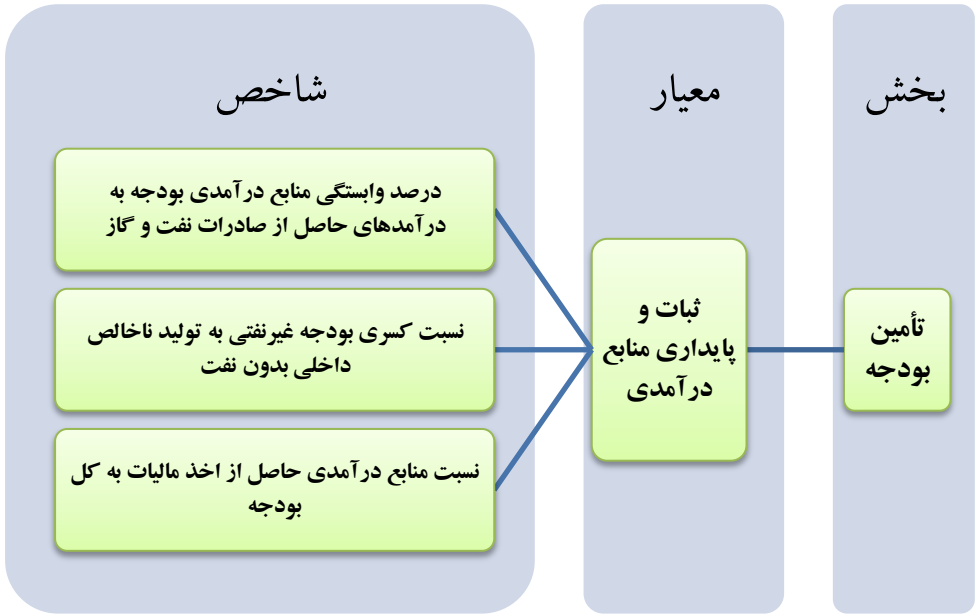 بخش
معیار
شاخص
تأمین
بودجه
ثبات و
پایداری منابع
درآمدی
درصد وابستگی منابع درآمدی بودجه به
درآمدهای حاصل از صادرات نفت و گاز
نسبت کسری بودجه غیرنفتی به تولید ناخالص
داخلی بدون نفت
نسبت منابع درآمدی حاصل از اخذ مالیات به کل
بودجه